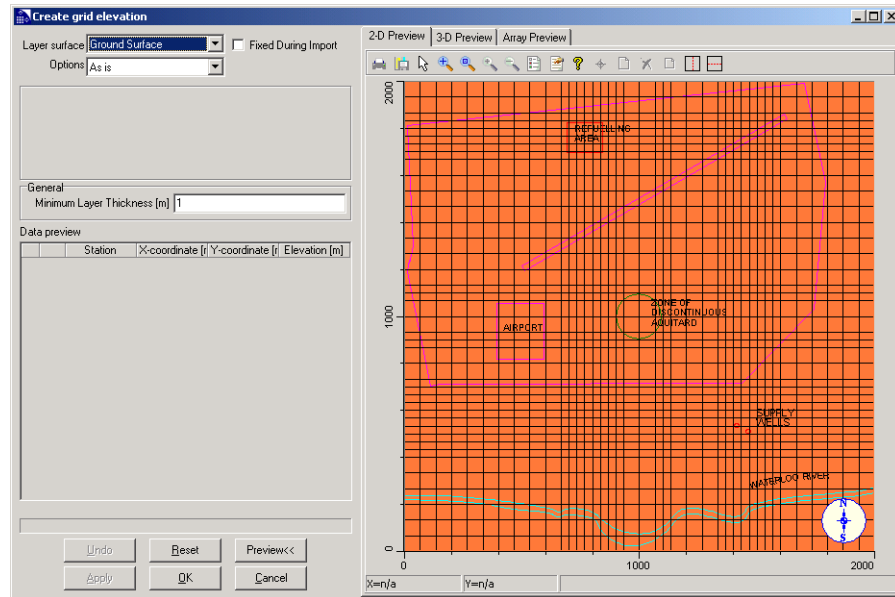 Create grid elevation
Layer surface Ground Surface Fixed During Import
Options As is
General
Minimum Layer Thickness [m] 1
Data preview
Station X-coordinate [r Y-coordinate [r Elevation [m]
Undo Reset Preview<<
Apply OK Cancel
2-D Preview 3-D Preview Array Preview
2000
REFUELLING
AREA
1000
ZONE OF
DISCONTINUOUS
AQUITARD
AIRPORT
SUPPLY
WELLS
WATERLOO RIVER
N
S
0
0 1000 2000
X=n/a Y=n/a